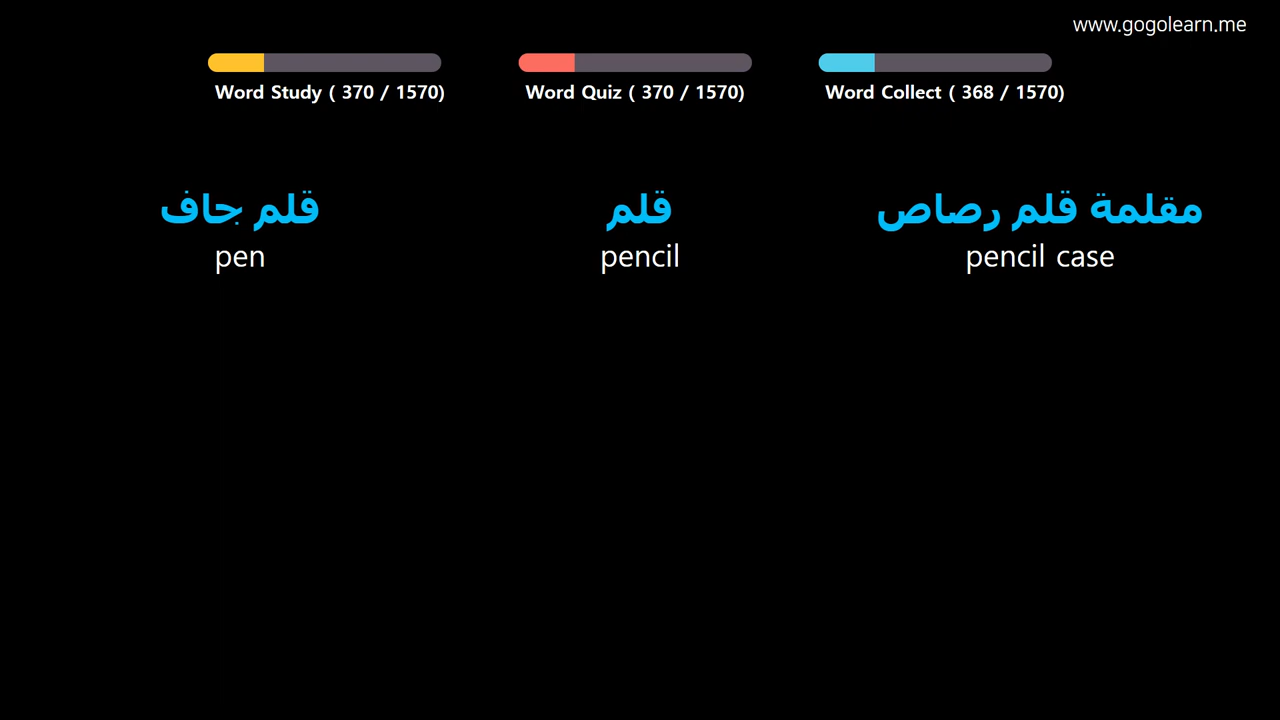 www.gogolearn.me
Word Study ( 370 / 1570)
Word Quiz ( 370 / 1570)
Word Collect ( 368 / 1570)
قلم جاف
pen
قلم
pencil
مقلمة قلم رصاص
pencil case